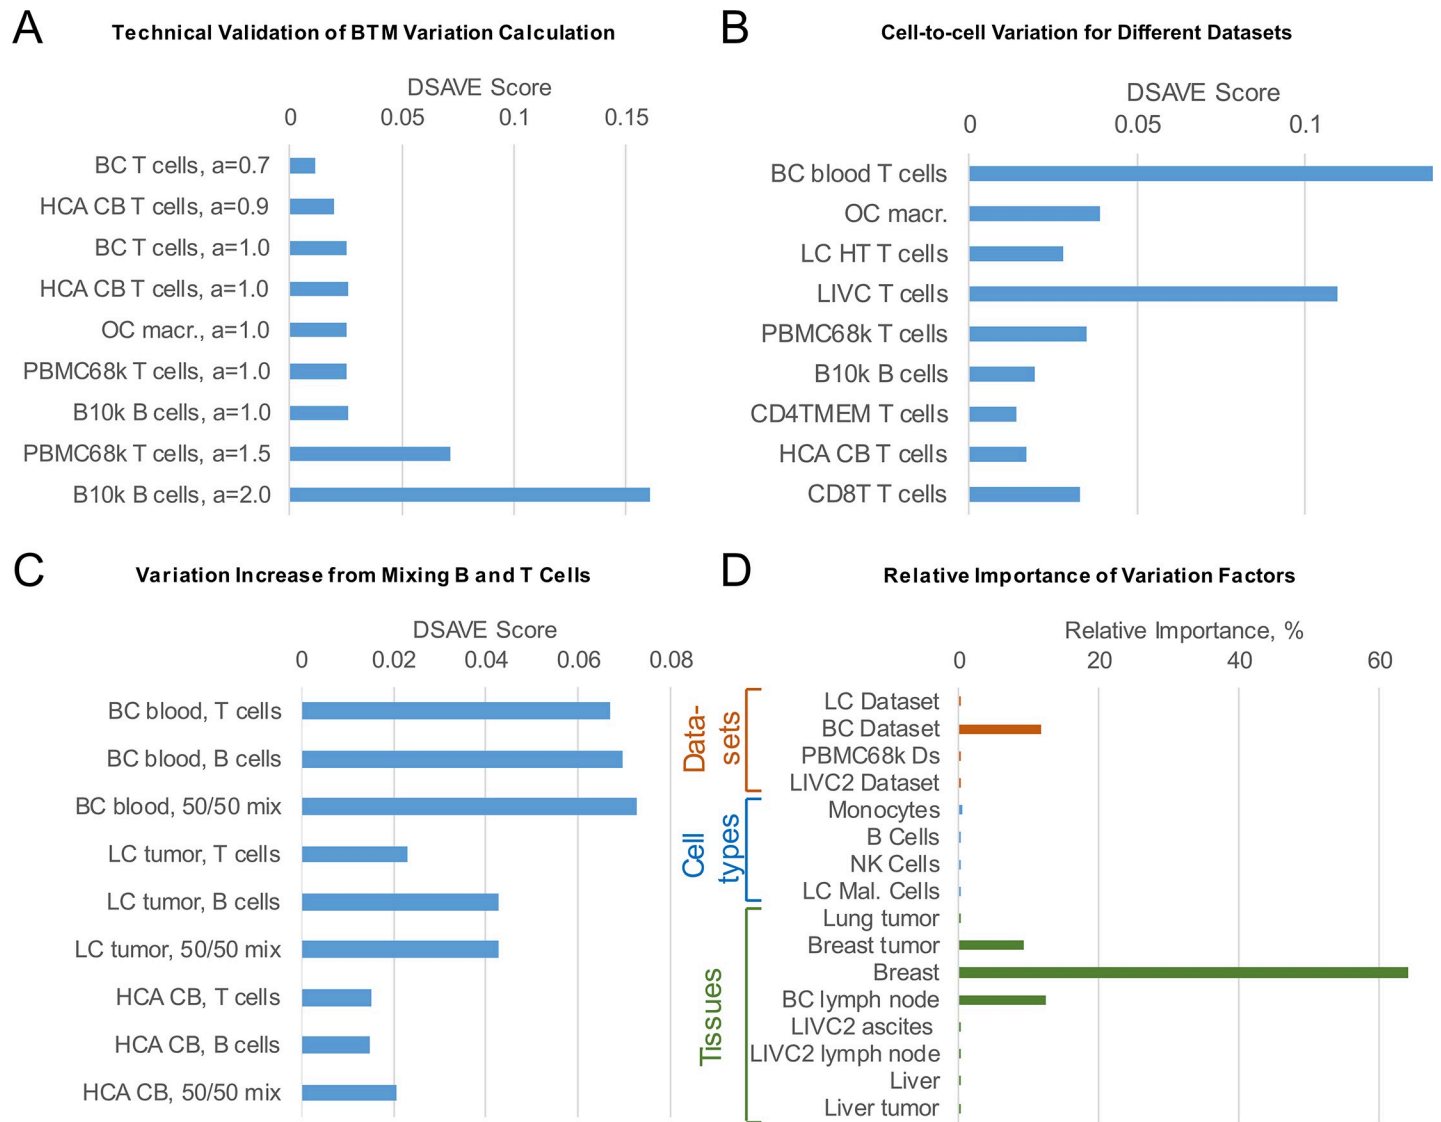 A
Technical Validation of BTM Variation Calculation
DSAVE Score
0 0.05 0.1 0.15
BC T cells, a=0.7
HCA CB T cells, a=0.9
BC T cells, a=1.0
HCA CB T cells, a=1.0
OC macr., a=1.0
PBMC68k T cells, a=1.0
B10k B cells, a=1.0
PBMC68k T cells, a=1.5
B10k B cells, a=2.0
B
Cell-to-cell Variation for Different Datasets
DSAVE Score
0 0.05 0.1
BC blood T cells
OC macr.
LC HT T cells
LIVC T cells
PBMC68k T cells
B10k B cells
CD4TMEM T cells
HCA CB T cells
CD8T T cells
C
Variation Increase from Mixing B and T Cells
DSAVE Score
0 0.02 0.04 0.06 0.08
BC blood, T cells
BC blood, B cells
BC blood, 50/50 mix
LC tumor, T cells
LC tumor, B cells
LC tumor, 50/50 mix
HCA CB, T cells
HCA CB, B cells
HCA CB, 50/50 mix
D
Relative Importance of Variation Factors
Relative Importance, %
0 20 40 60
Data-
sets
LC Dataset
BC Dataset
PBMC68k Ds
LIVC2 Dataset
Cell
types
Monocytes
B Cells
NK Cells
LC Mal. Cells
Tissues
Lung tumor
Breast tumor
Breast
BC lymph node
LIVC2 ascites
LIVC2 lymph node
Liver
Liver tumor